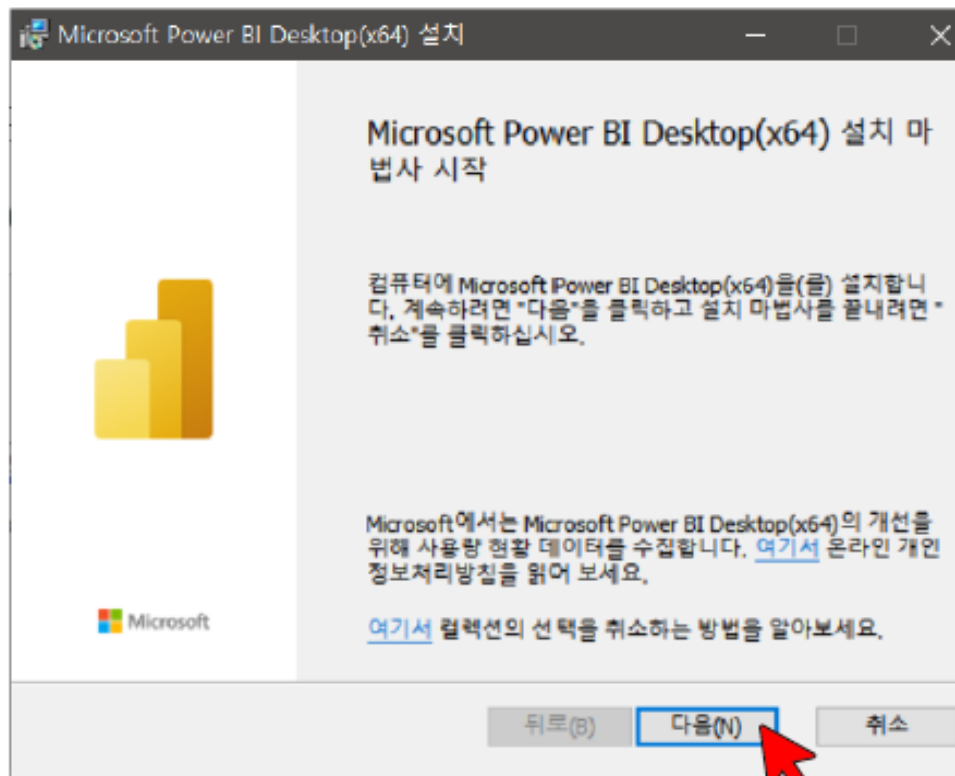 Microsoft Power BI Desktop(x64) 설치
Microsoft Power BI Desktop(x64) 설치 마
법사 시작
컴퓨터에 Microsoft Power BI Desktop(x64)을(를) 설치합니
다. 계속하려면 "다음"을 클릭하고 설치 마법사를 끝내려면 "
취소"를 클릭하십시오.
Microsoft에서는 Microsoft Power BI Desktop(x64)의 개선을
위해 사용량 현황 데이터를 수집합니다. 여기서 온라인 개인
정보처리방침을 읽어 보세요.
Microsoft
여기서 컬렉션의 선택을 취소하는 방법을 알아보세요.
뒤로(B) 다음(N) 취소